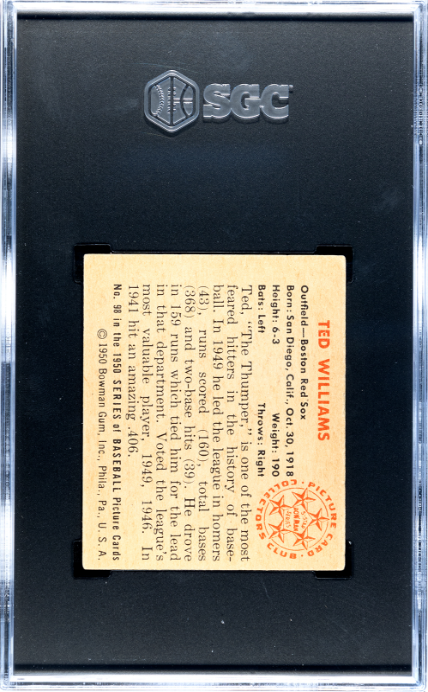 SGC
TED WILLIAMS
Outfield—Boston Red Sox
Born: San Diego, Calif., Oct. 30, 1918
Height: 6-3 Weight: 190
Bats: Left Throws: Right
Ted, "The Thumper," is one of the most
feared hitters in the history of base-
ball. In 1949 he led the league in homers
(43), runs scored (160), total bases
(368) and two-base hits (39). He drove
in 159 runs which tied him for the lead
in that department. Voted the league's
most valuable player, 1949, 1946. In
1941 hit an amazing .406.
No. 98 in the 1950 SERIES of BASEBALL Picture Cards
© 1950 Bowman Gum, Inc., Phila., Pa., U. S. A.
PICTURE CARD
COLLECTORS CLUB